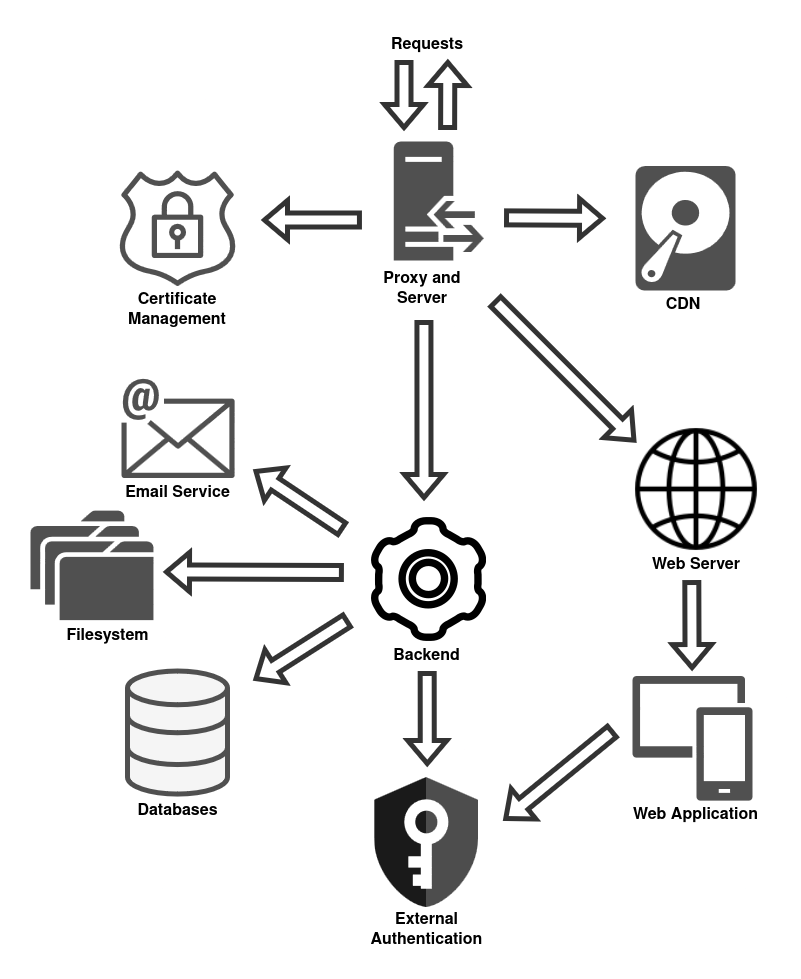 Requests
Proxy and
Server
Certificate
Management
CDN
@
Email Service
Web Server
Filesystem
Backend
Databases
Web Application
External
Authentication